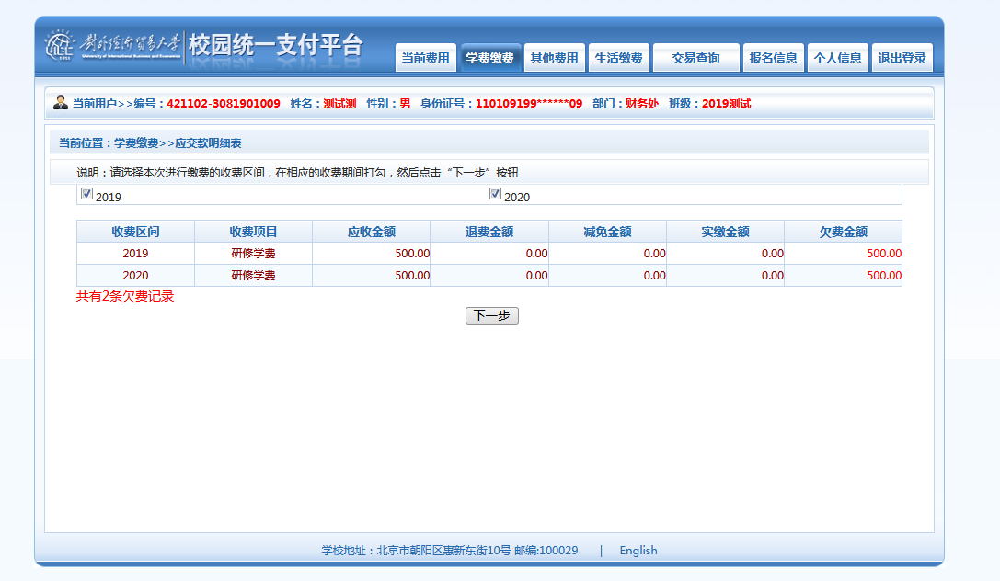 對外經濟貿易大學 校园统一支付平台
University of International Business and Economics
当前费用 学费缴费 其他费用 生活缴费 交易查询 报名信息 个人信息 退出登录
当前用户>>编号：421102-3081901009 姓名：测试测 性别：男 身份证号：110109199******09 部门：财务处 班级：2019测试
当前位置：学费缴费>>应交款明细表
说明：请选择本次进行缴费的收费区间，在相应的收费期间打勾，然后点击“下一步”按钮
2019 2020
收费区间 收费项目 应收金额 退费金额 减免金额 实缴金额 欠费金额
2019 研修学费 500.00 0.00 0.00 0.00 500.00
2020 研修学费 500.00 0.00 0.00 0.00 500.00
共有2条欠费记录
下一步
学校地址：北京市朝阳区惠新东街10号 邮编:100029 | English